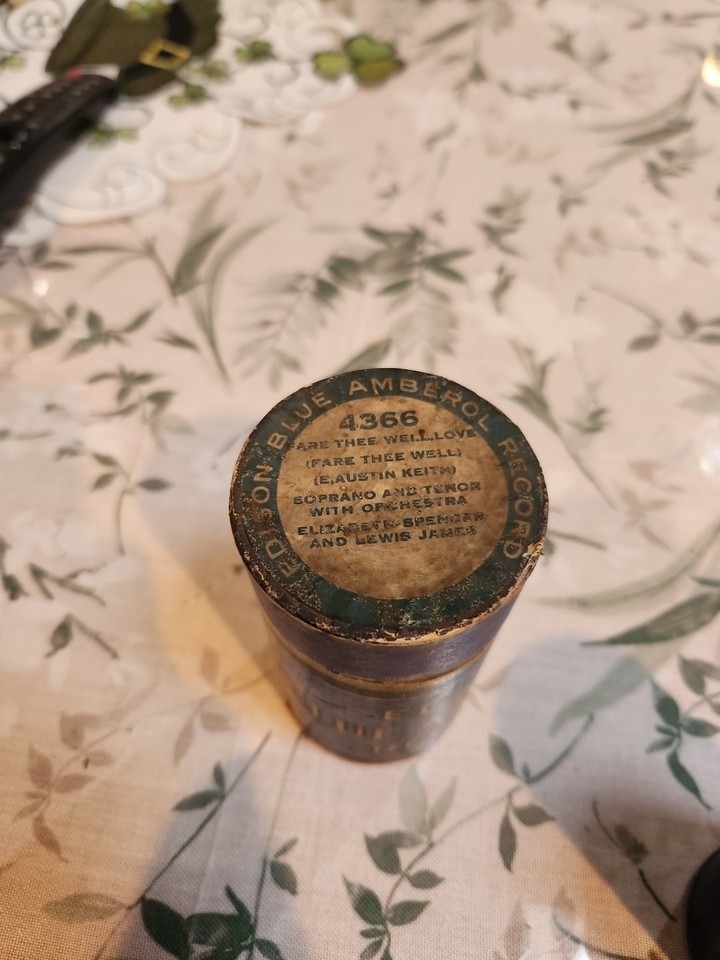 EDISON BLUE AMBEROL RECORD
4366
FARE THEE WELL, LOVE
(FARE THEE WELL)
(E. AUSTIN KEITH)
SOPRANO AND TENOR
WITH ORCHESTRA
ELIZABETH SPENCER
AND LEWIS JAMES